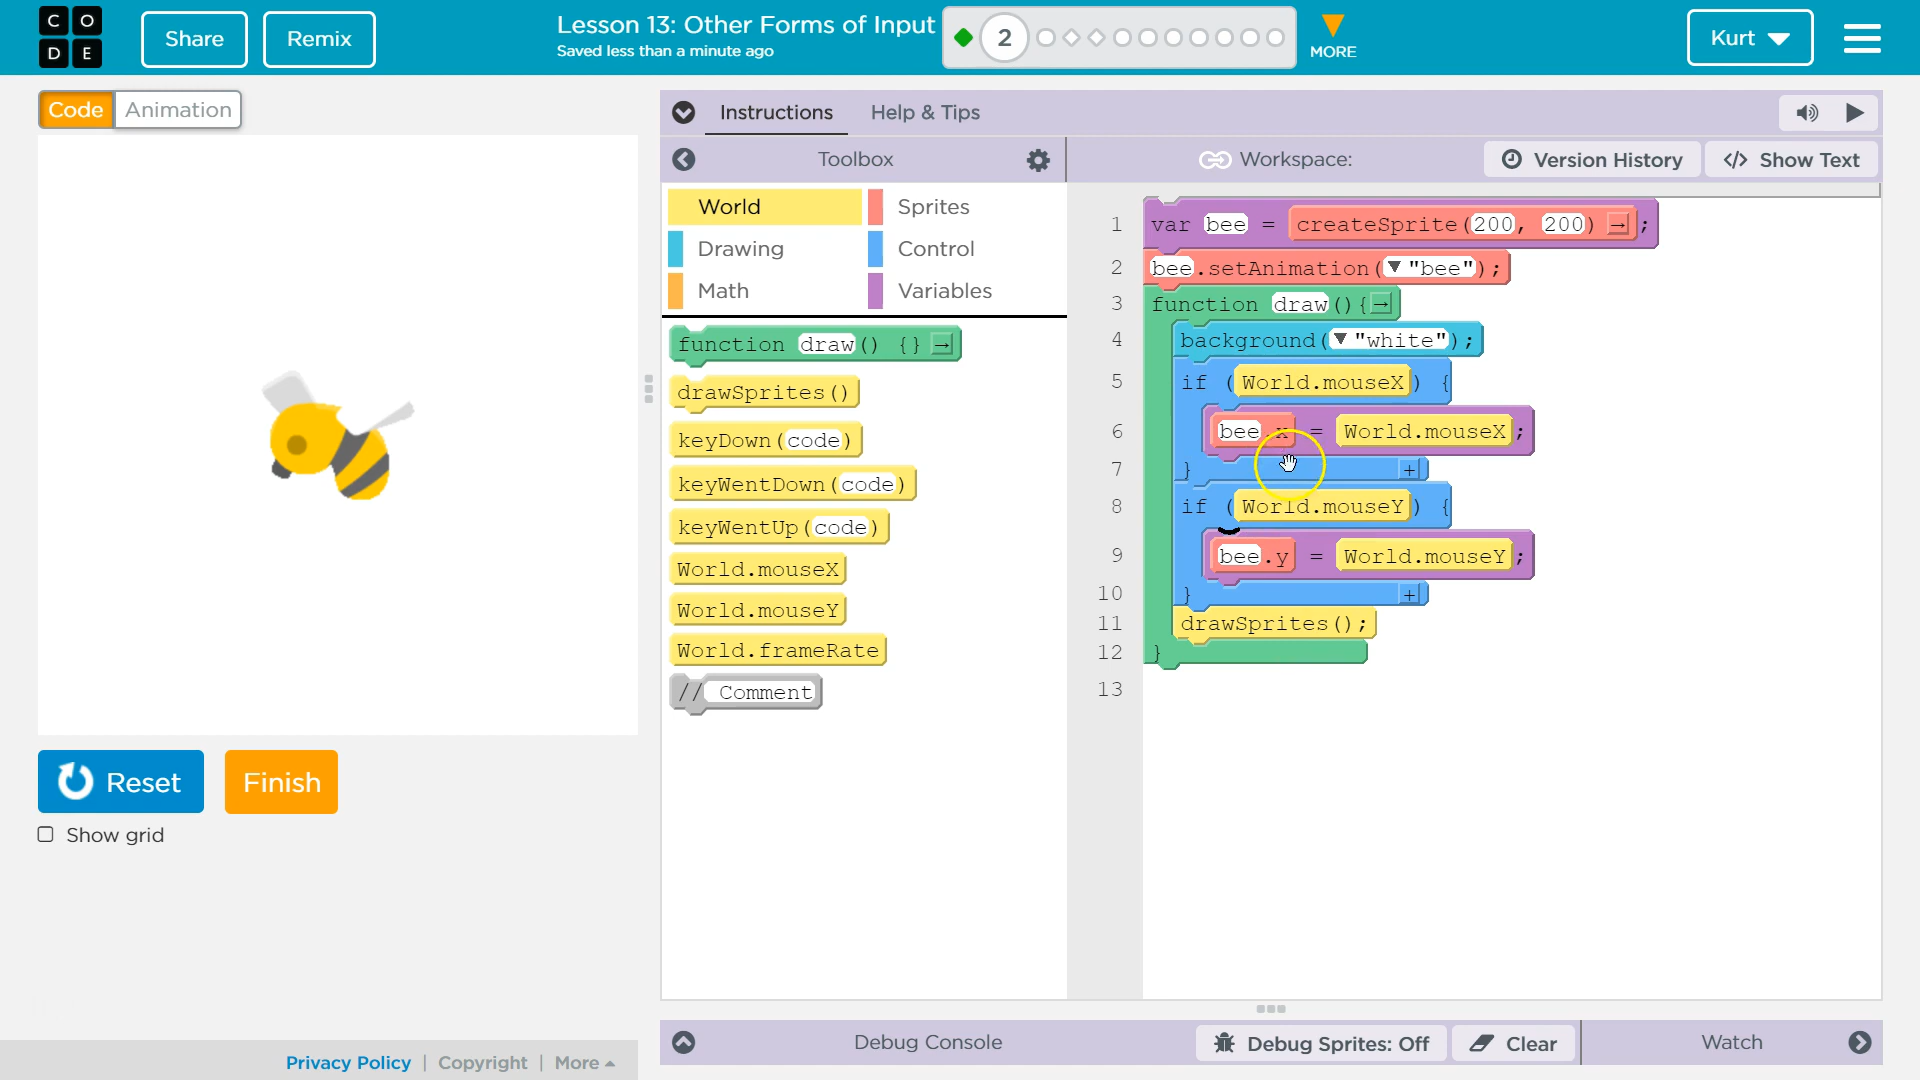 CODE
Share
Remix
Lesson 13: Other Forms of Input
Saved less than a minute ago
2
MORE
Kurt
Code
Animation
Instructions
Help & Tips
Toolbox
Workspace:
Version History
</> Show Text
World
Sprites
Drawing
Control
Math
Variables
function draw() {} →
drawSprites()
keyDown(code)
keyWentDown(code)
keyWentUp(code)
World.mouseX
World.mouseY
World.frameRate
// Comment
1 var bee = createSprite(200, 200) → ;
2 bee.setAnimation(▼ "bee");
3 function draw(){→
4 background(▼ "white");
5 if (World.mouseX) {
6 bee.x = World.mouseX;
7 } +
8 if (World.mouseY) {
9 bee.y = World.mouseY;
10 } +
11 drawSprites();
12 }
13
Reset
Finish
Show grid
Privacy Policy | Copyright | More
Debug Console
Debug Sprites: Off
Clear
Watch